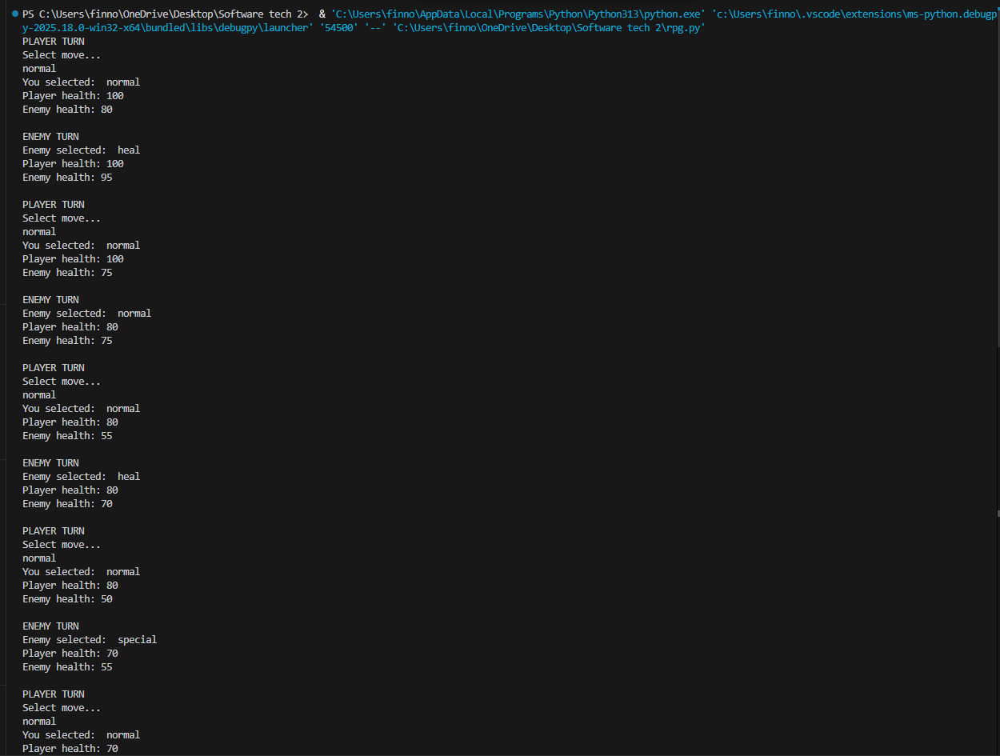 PS C:\Users\finno\OneDrive\Desktop\Software tech 2>  & 'C:\Users\finno\AppData\Local\Programs\Python\Python313\python.exe' 'c:\Users\finno\.vscode\extensions\ms-python.debugp
y-2025.18.0-win32-x64\bundled\libs\debugpy\launcher' '54500' '--' 'C:\Users\finno\OneDrive\Desktop\Software tech 2\rpg.py'
PLAYER TURN
Select move...
normal
You selected:  normal
Player health: 100
Enemy health: 80

ENEMY TURN
Enemy selected:  heal
Player health: 100
Enemy health: 95

PLAYER TURN
Select move...
normal
You selected:  normal
Player health: 100
Enemy health: 75

ENEMY TURN
Enemy selected:  normal
Player health: 80
Enemy health: 75

PLAYER TURN
Select move...
normal
You selected:  normal
Player health: 80
Enemy health: 55

ENEMY TURN
Enemy selected:  heal
Player health: 80
Enemy health: 70

PLAYER TURN
Select move...
normal
You selected:  normal
Player health: 80
Enemy health: 50

ENEMY TURN
Enemy selected:  special
Player health: 70
Enemy health: 55

PLAYER TURN
Select move...
normal
You selected:  normal
Player health: 70